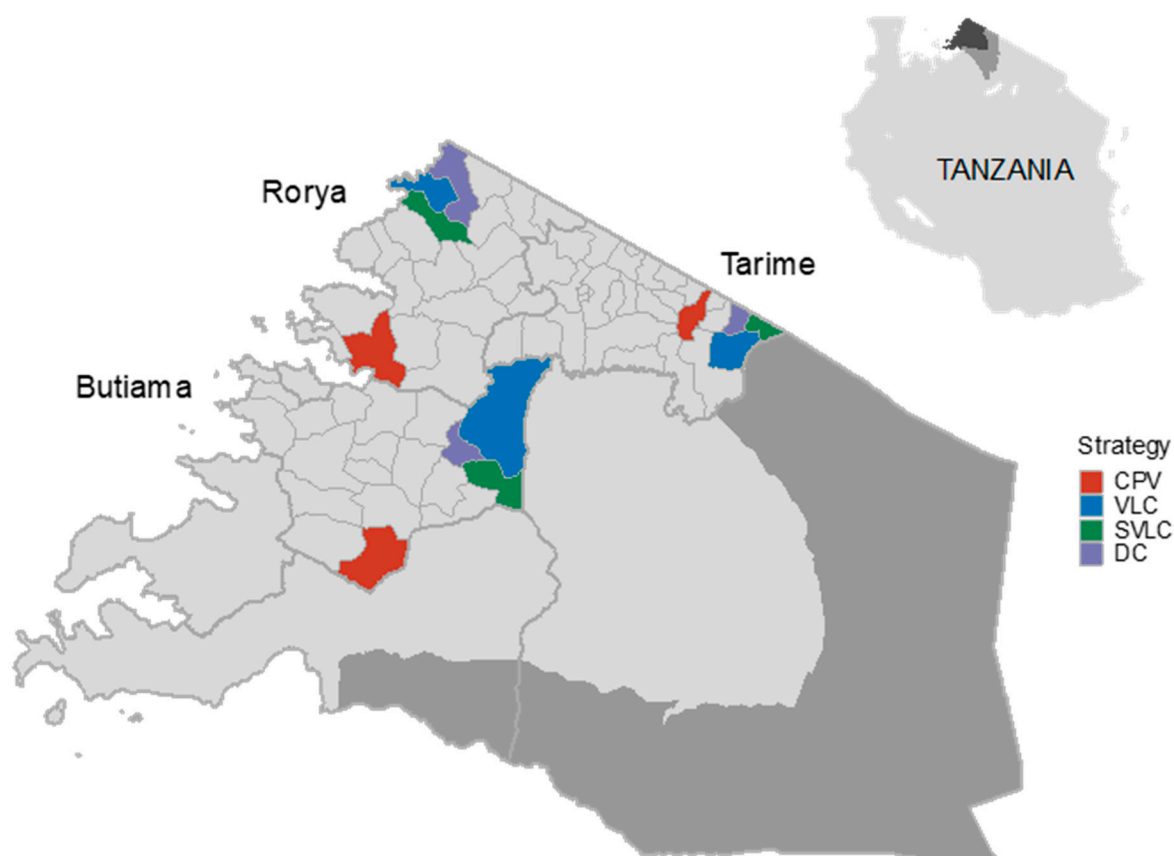 TANZANIA
Rorya
Tarime
Butiama
Strategy
CPV
VLC
SVLC
DC